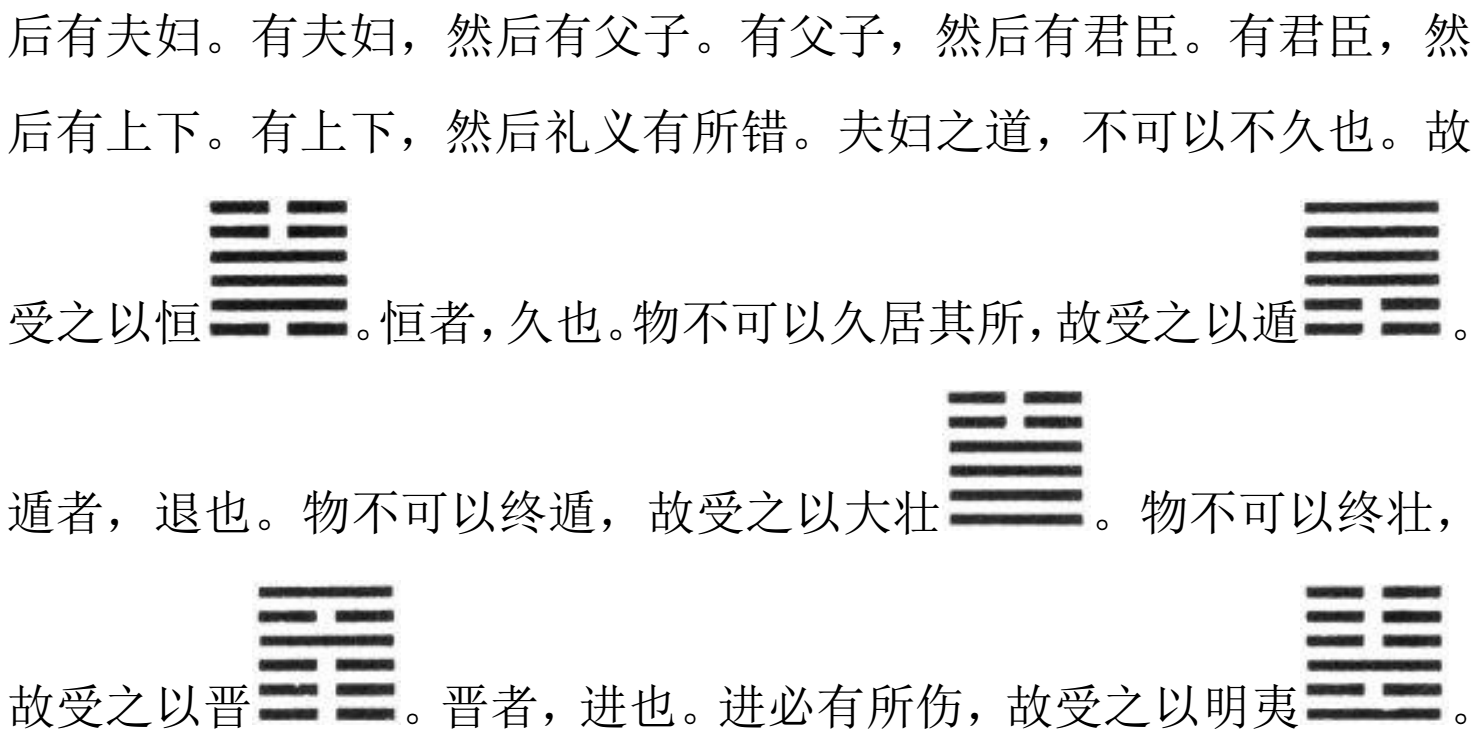 后有夫妇。有夫妇，然后有父子。有父子，然后有君臣。有君臣，然
后有上下。有上下，然后礼义有所错。夫妇之道，不可以不久也。故
受之以恒䷟。恒者，久也。物不可以久居其所，故受之以遁䷠。
遁者，退也。物不可以终遁，故受之以大壮䷡。物不可以终壮，
故受之以晋䷢。晋者，进也。进必有所伤，故受之以明夷䷣。